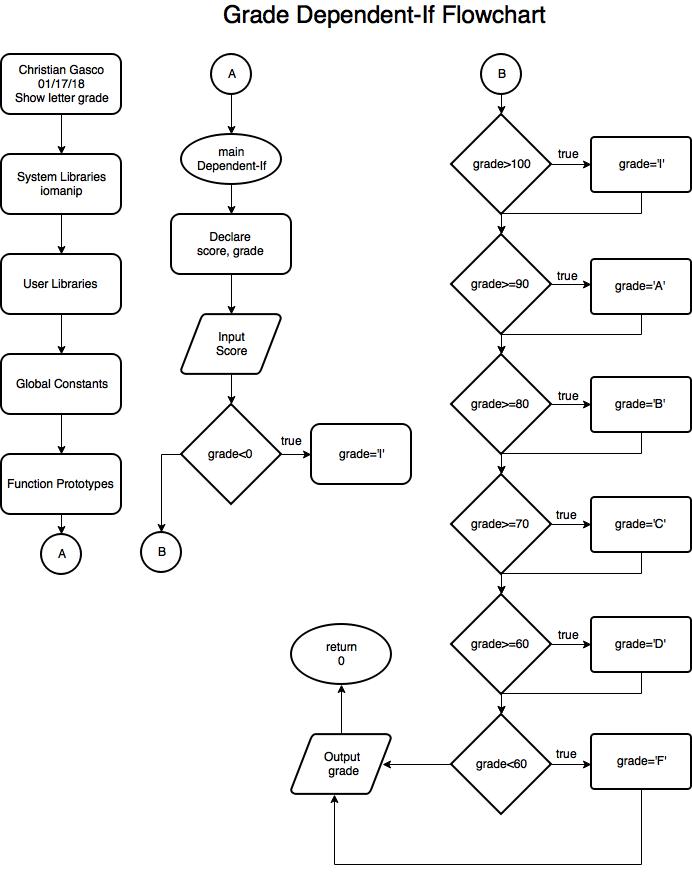 Grade Dependent-If Flowchart
Christian Gasco
01/17/18
Show letter grade
System Libraries
iomanip
User Libraries
Global Constants
Function Prototypes
A
A
main
Dependent-If
Declare
score, grade
Input
Score
grade<0
true
grade='I'
B
B
grade>100
true
grade='I'
grade>=90
true
grade='A'
grade>=80
true
grade='B'
grade>=70
true
grade='C'
grade>=60
true
grade='D'
grade<60
true
grade='F'
Output
grade
return
0